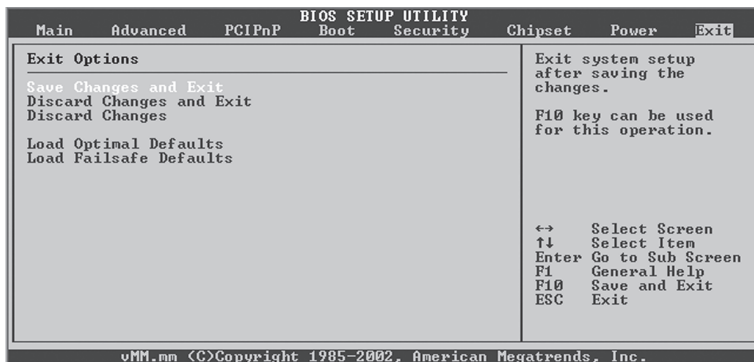 BIOS SETUP UTILITY
Main Advanced PCIPnP Boot Security Chipset Power Exit
Exit Options
Save Changes and Exit
Discard Changes and Exit
Discard Changes
Load Optimal Defaults
Load Failsafe Defaults
Exit system setup
after saving the
changes.
F10 key can be used
for this operation.
←→ Select Screen
↑↓ Select Item
Enter Go to Sub Screen
F1 General Help
F10 Save and Exit
ESC Exit
vMM.mm (C)Copyright 1985-2002, American Megatrends, Inc.